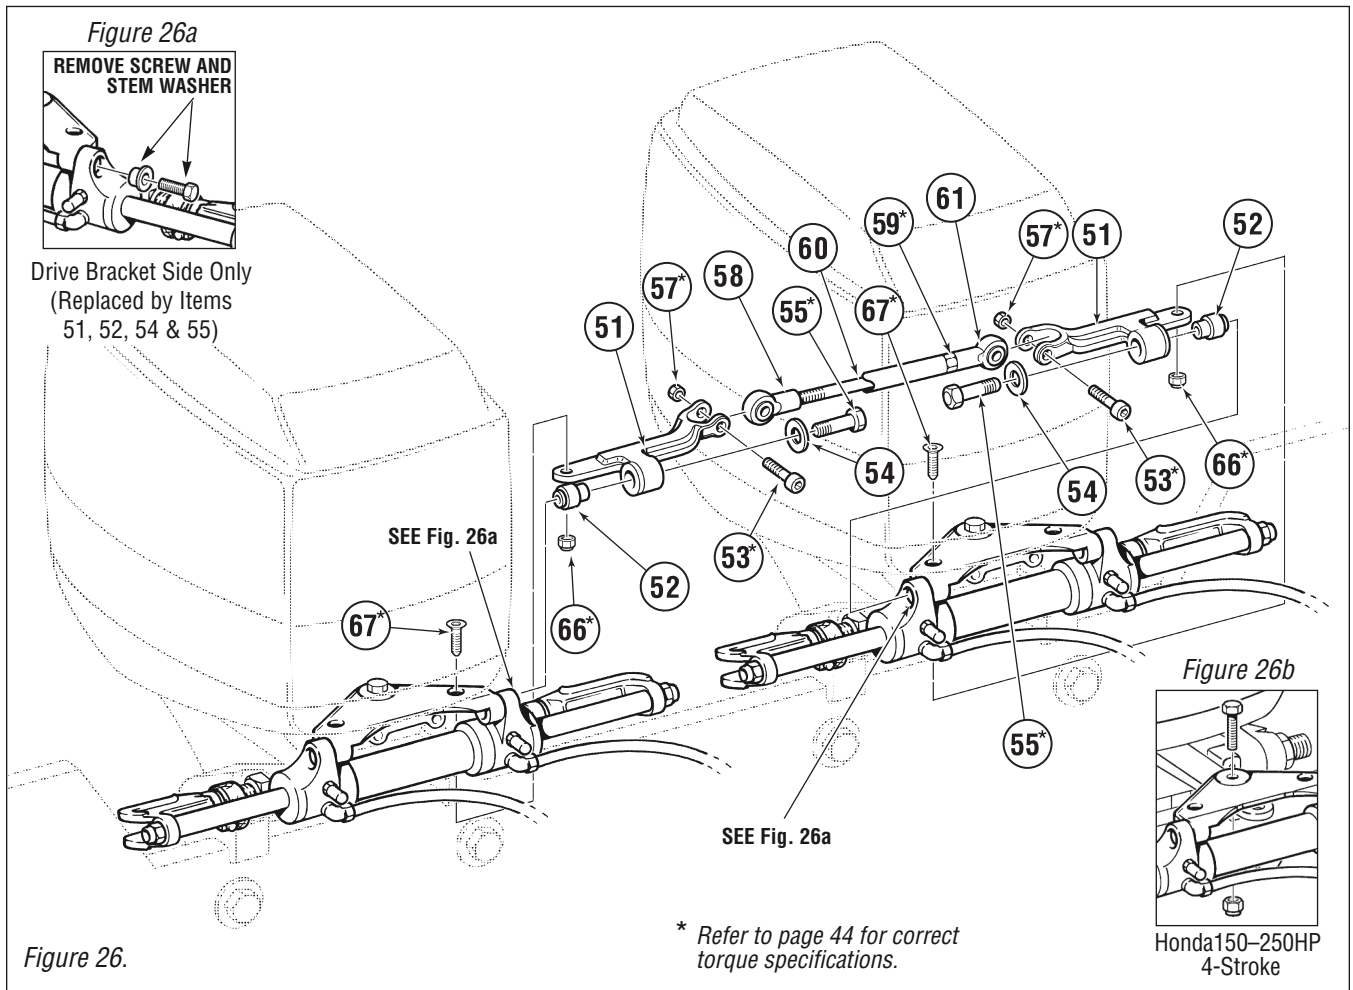 Figure 26a
REMOVE SCREW AND
STEM WASHER
Drive Bracket Side Only
(Replaced by Items
51, 52, 54 & 55)
61
59*
57*
51
52
60
58
55*
67*
57*
51
54
53*
54
53*
66*
SEE Fig. 26a
52
66*
67*
55*
SEE Fig. 26a
Figure 26b
Honda150–250HP
4-Stroke
* Refer to page 44 for correct
torque specifications.
Figure 26.